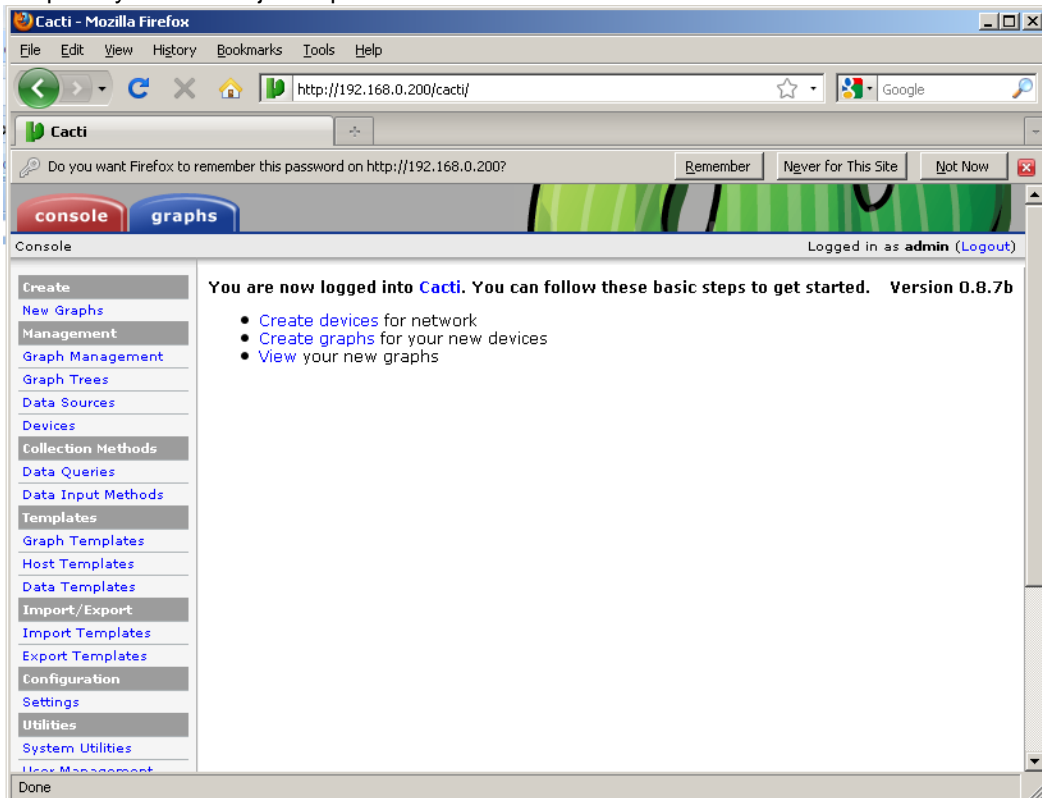 Cacti - Mozilla Firefox
File Edit View History Bookmarks Tools Help
http://192.168.0.200/cacti/ Google
Cacti
Do you want Firefox to remember this password on http://192.168.0.200? Remember Never for This Site Not Now
console graphs
Console Logged in as admin (Logout)
Create
New Graphs
Management
Graph Management
Graph Trees
Data Sources
Devices
Collection Methods
Data Queries
Data Input Methods
Templates
Graph Templates
Host Templates
Data Templates
Import/Export
Import Templates
Export Templates
Configuration
Settings
Utilities
System Utilities
User Management
You are now logged into Cacti. You can follow these basic steps to get started. Version 0.8.7b
Create devices for network
Create graphs for your new devices
View your new graphs
Done